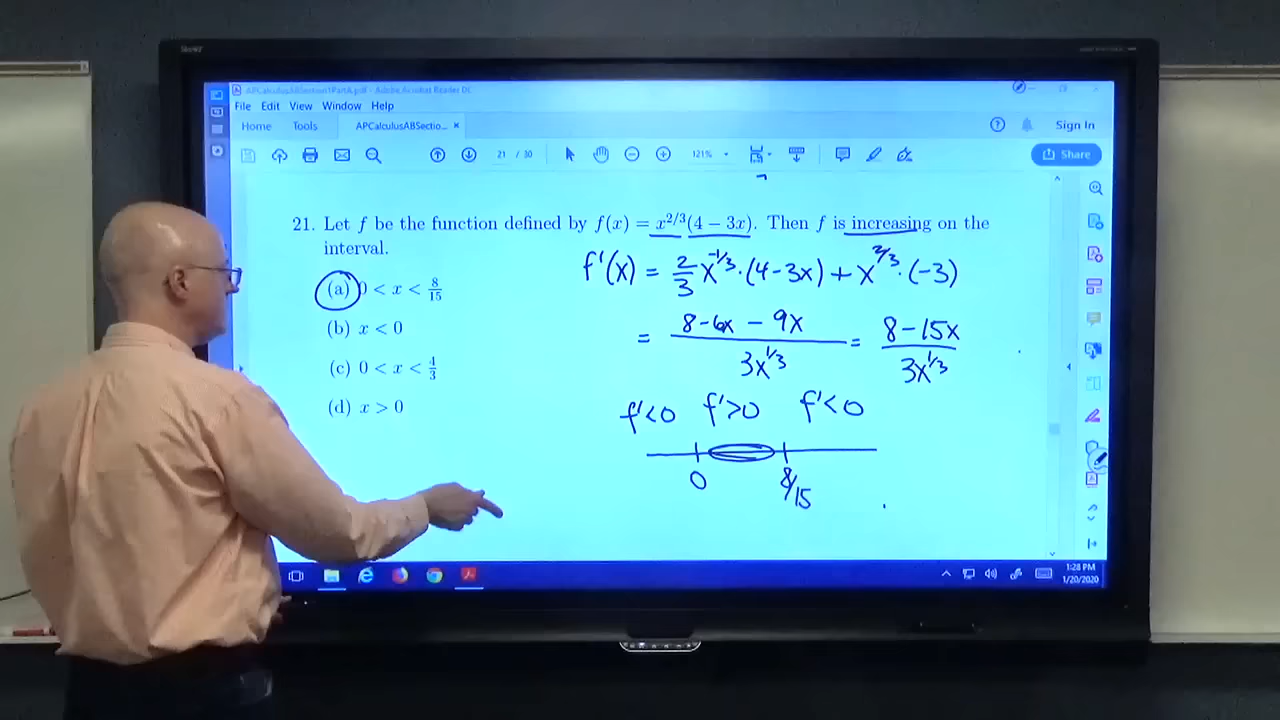 APCalculusABSection1PartA.pdf - Adobe Acrobat Reader DC
File Edit View Window Help
Home Tools APCalculusABSectio... × Sign In
21 / 30 121% Share
21. Let f be the function defined by f(x) = x^{2/3}(4 − 3x). Then f is increasing on the
interval.
(a) 0 < x < 8/15
(b) x < 0
(c) 0 < x < 4/3
(d) x > 0
f'(x) = 2/3 x^{-1/3} · (4-3x) + x^{2/3} · (-3)
= (8-6x - 9x)/(3x^{1/3}) = (8-15x)/(3x^{1/3})
f'<0 f'>0 f'<0
0 8/15
1:28 PM
1/20/2020